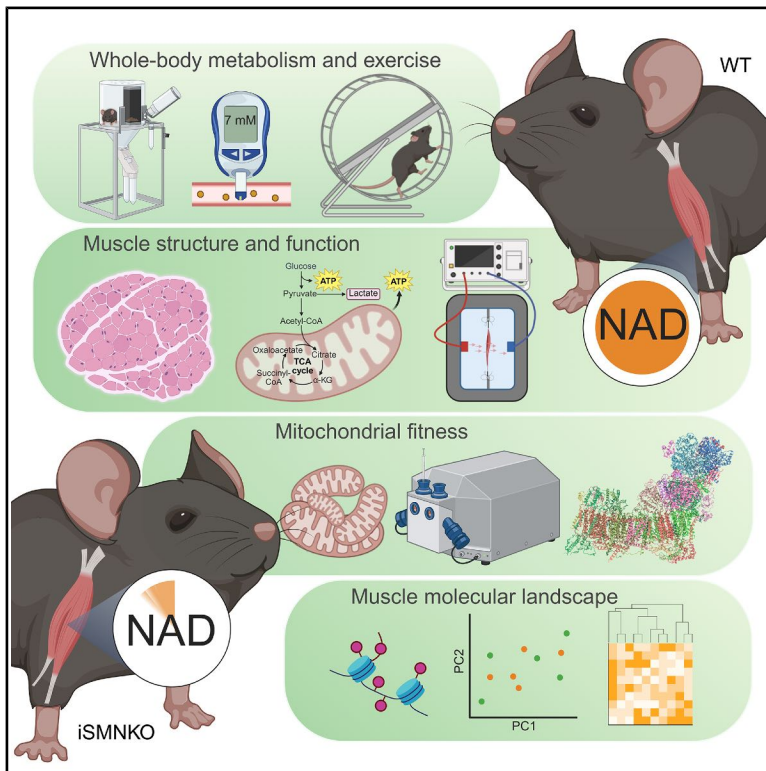 Whole-body metabolism and exercise
WT
7 mM
Muscle structure and function
Glucose
ATP
ATP
Pyruvate
Lactate
Acetyl-CoA
Oxaloacetate
Citrate
TCA
cycle
Succinyl-
CoA
α-KG
NAD
Mitochondrial fitness
NAD
Muscle molecular landscape
PC2
PC1
iSMNKO